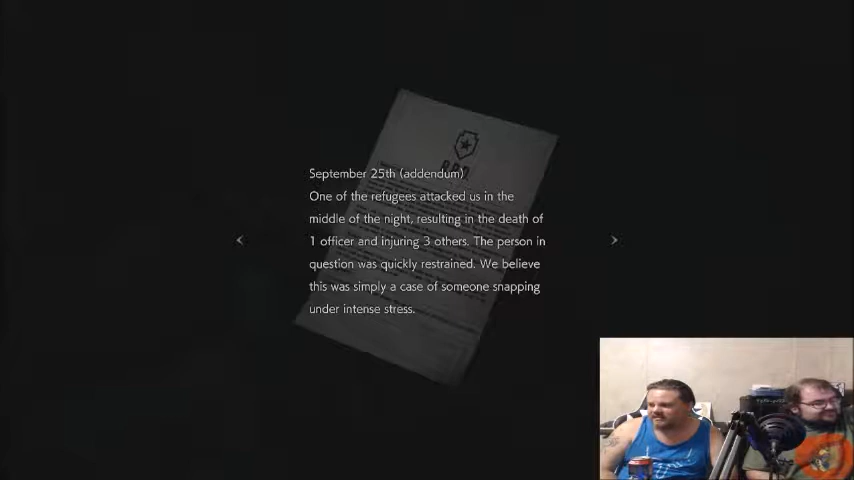 September 25th (addendum)
One of the refugees attacked us in the
middle of the night, resulting in the death of
1 officer and injuring 3 others. The person in
question was quickly restrained. We believe
this was simply a case of someone snapping
under intense stress.